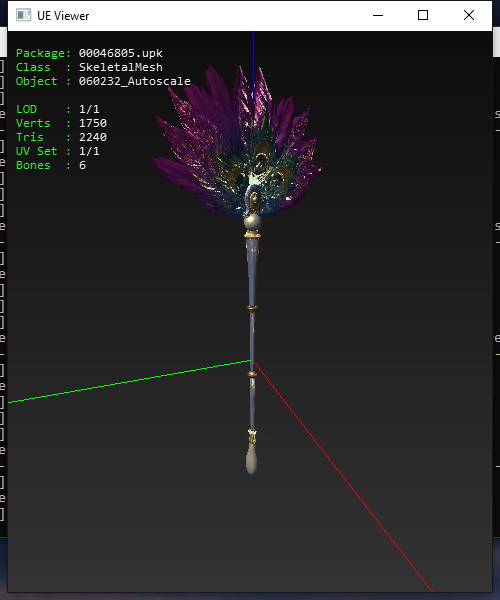 UE Viewer
Package: 00046805.upk
Class  : SkeletalMesh
Object : 060232_Autoscale
LOD    : 1/1
Verts  : 1750
Tris   : 2240
UV Set : 1/1
Bones  : 6